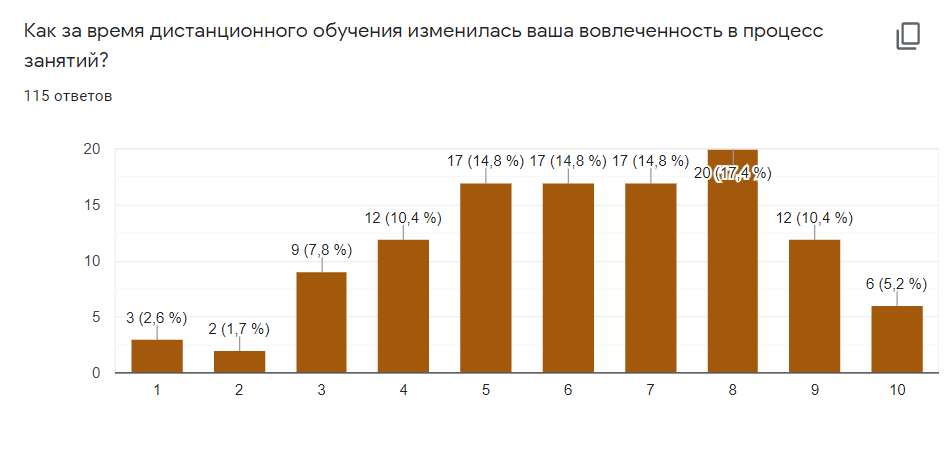 Как за время дистанционного обучения изменилась ваша вовлеченность в процесс
занятий?
115 ответов
20
15
10
5
0
3 (2,6 %)
2 (1,7 %)
9 (7,8 %)
12 (10,4 %)
17 (14,8 %)
17 (14,8 %)
17 (14,8 %)
20 (17,4 %)
12 (10,4 %)
6 (5,2 %)
1 2 3 4 5 6 7 8 9 10